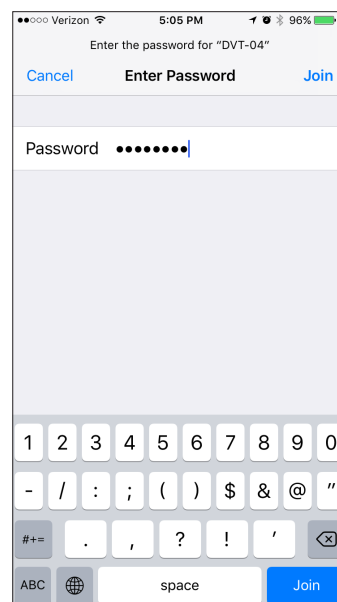 ●●○○○ Verizon 5:05 PM 96%
Enter the password for “DVT-04”
Cancel Enter Password Join
Password ●●●●●●●●
1 2 3 4 5 6 7 8 9 0
- / : ; ( ) $ & @ "
#+= . , ? ! '
ABC space Join